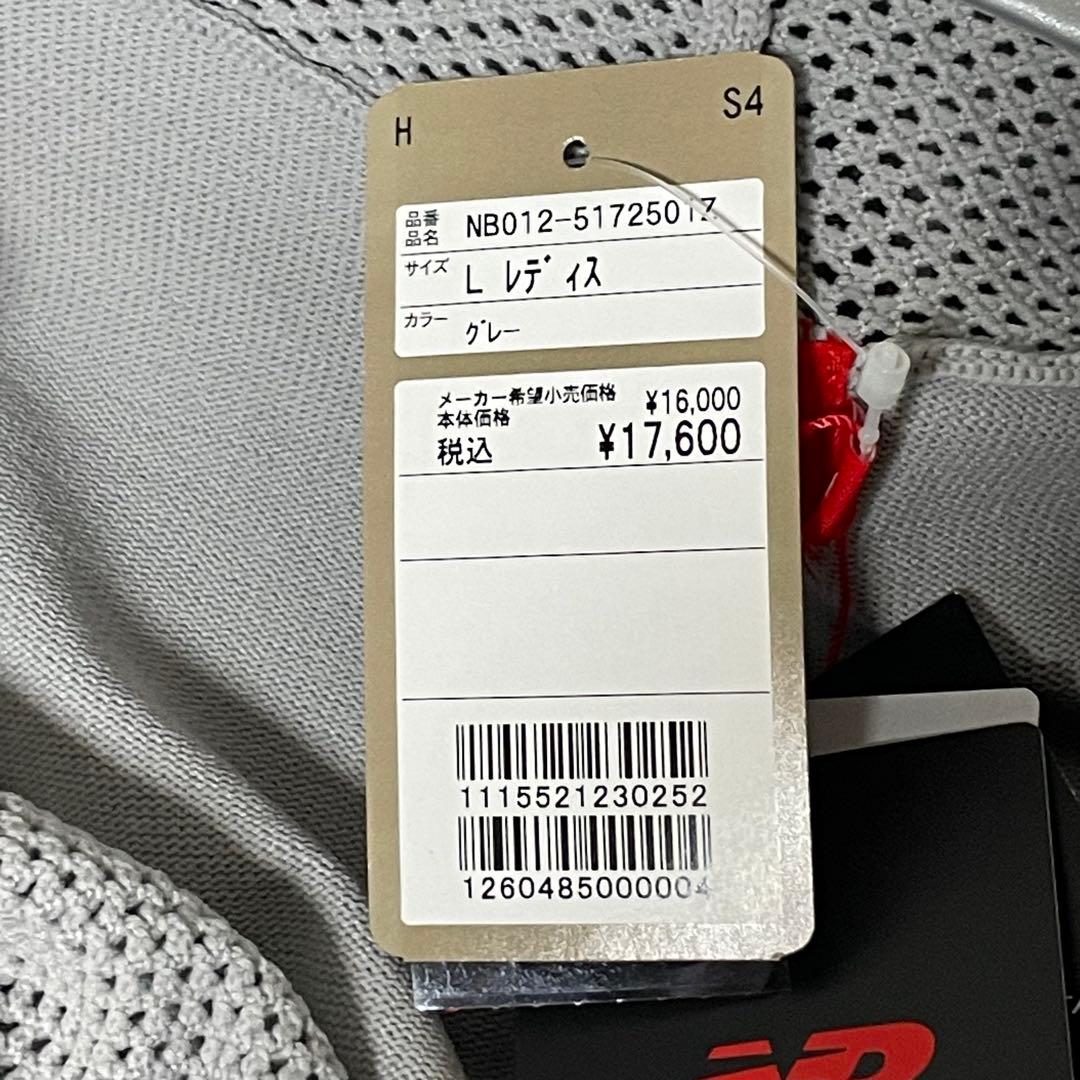 H S4
品番
品名 NB012-5172501Z
サイズ L レディス
カラー グレー
メーカー希望小売価格
本体価格 ¥16,000
税込 ¥17,600
1115521230252
1260485000004